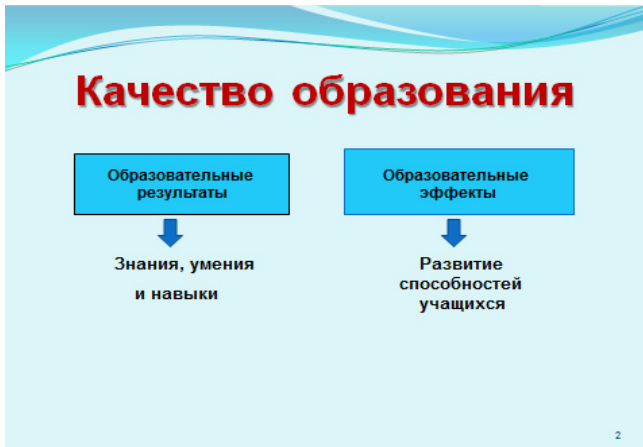 Качество образования
Образовательные
результаты
Образовательные
эффекты
Знания, умения
и навыки
Развитие
способностей
учащихся
2